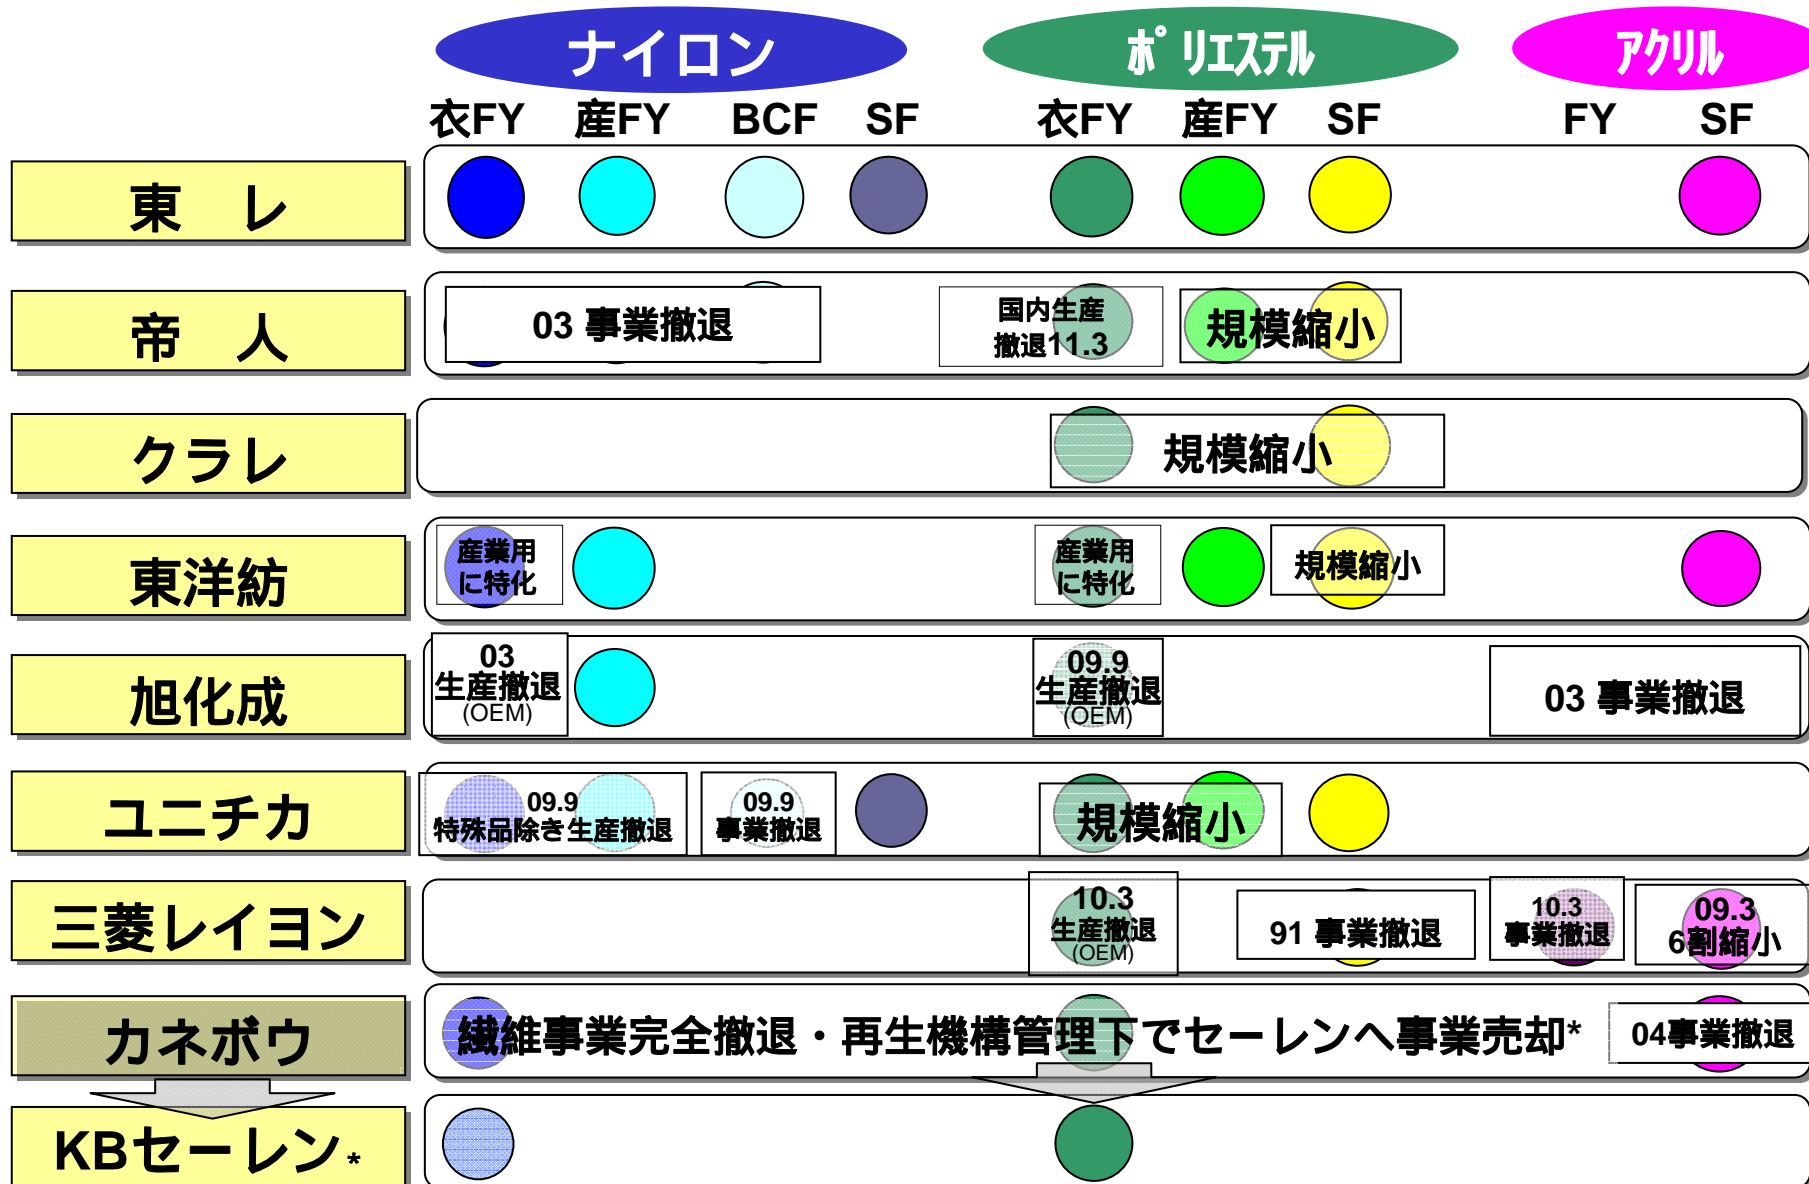 ナイロン ポリエステル アクリル
衣FY 産FY BCF SF 衣FY 産FY SF FY SF
東 レ
帝 人
03 事業撤退
国内生産
撤退11.3
規模縮小
クラレ
規模縮小
東洋紡
産業用
に特化
産業用
に特化
規模縮小
旭化成
03
生産撤退
(OEM)
09.9
生産撤退
(OEM)
03 事業撤退
ユニチカ
09.9
特殊品除き生産撤退
09.9
事業撤退
規模縮小
三菱レイヨン
10.3
生産撤退
(OEM)
91 事業撤退
10.3
事業撤退
09.3
6割縮小
カネボウ
繊維事業完全撤退・再生機構管理下でセーレンへ事業売却*
04事業撤退
KBセーレン*